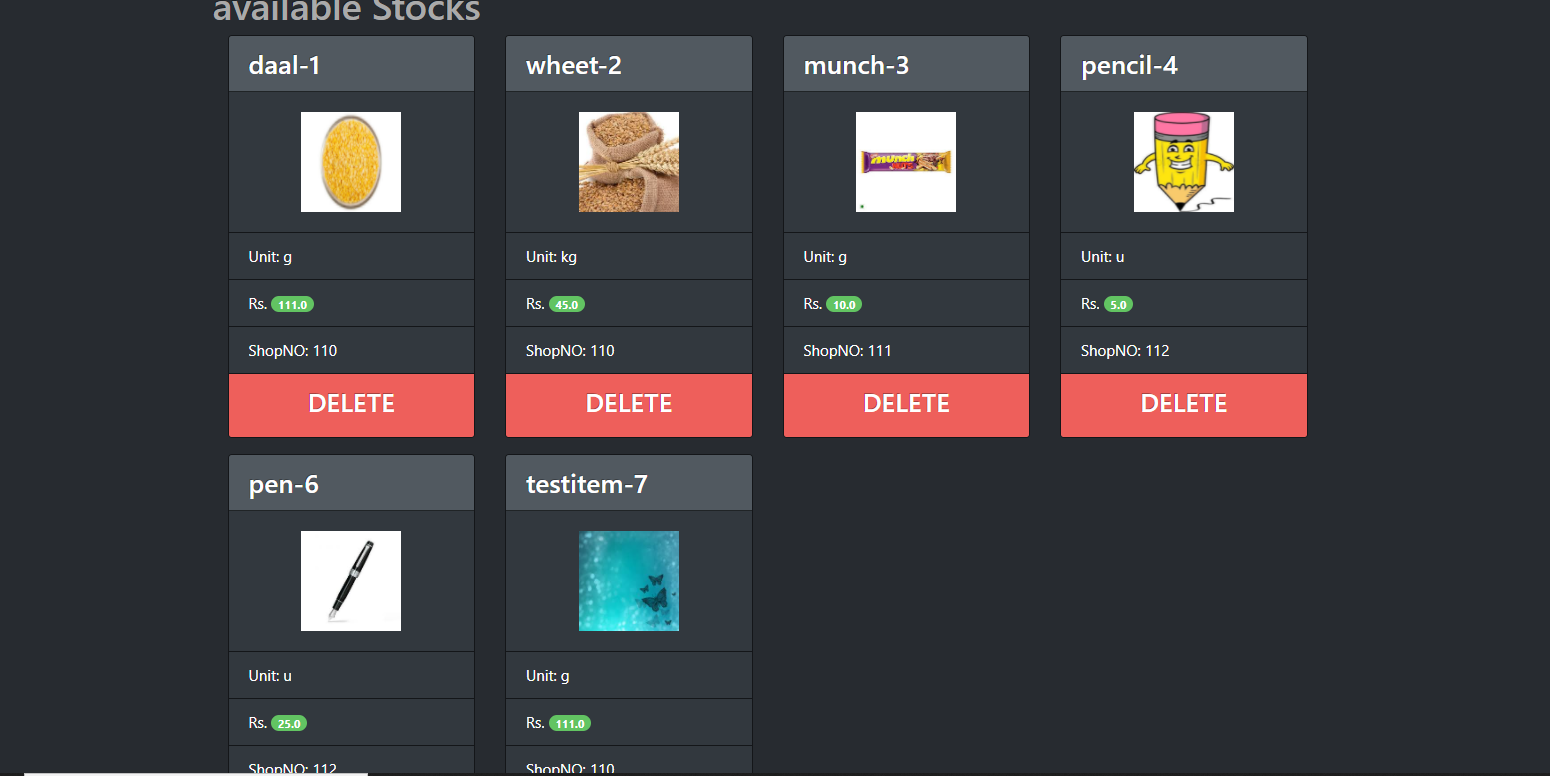 available Stocks
daal-1
wheet-2
munch-3
pencil-4
munch
Unit: g
Unit: kg
Unit: g
Unit: u
Rs. 111.0
Rs. 45.0
Rs. 10.0
Rs. 5.0
ShopNO: 110
ShopNO: 110
ShopNO: 111
ShopNO: 112
DELETE
DELETE
DELETE
DELETE
pen-6
testitem-7
Unit: u
Unit: g
Rs. 25.0
Rs. 111.0
ShopNO: 112
ShopNO: 110